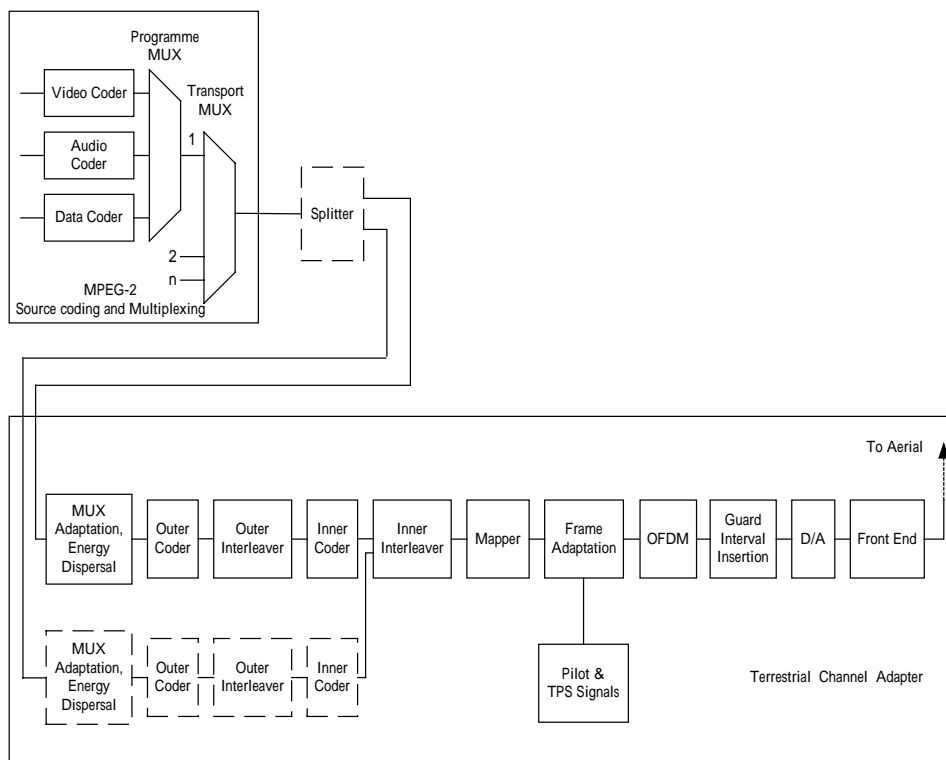 Programme
MUX
Transport
MUX
Video Coder
Audio
Coder
Data Coder
1
2
n
MPEG-2
Source coding and Multiplexing
Splitter
To Aerial
MUX
Adaptation,
Energy
Dispersal
Outer
Coder
Outer
Interleaver
Inner
Coder
Inner
Interleaver
Mapper
Frame
Adaptation
OFDM
Guard
Interval
Insertion
D/A
Front End
MUX
Adaptation,
Energy
Dispersal
Outer
Coder
Outer
Interleaver
Inner
Coder
Pilot &
TPS Signals
Terrestrial Channel Adapter